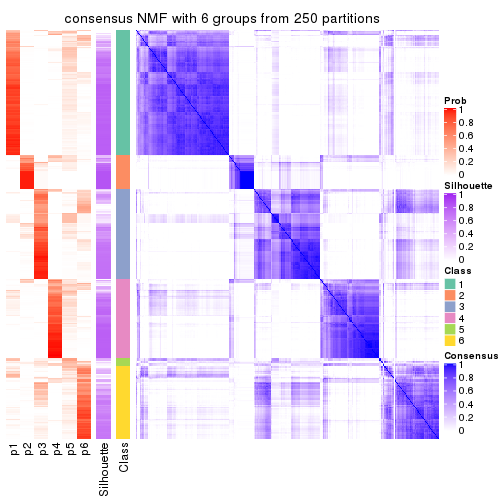 consensus NMF with 6 groups from 250 partitions
Prob
1
0.8
0.6
0.4
0.2
0
Silhouette
1
0.8
0.6
0.4
0.2
0
Class
1
2
3
4
5
6
Consensus
1
0.8
0.6
0.4
0.2
0
p1
p2
p3
p4
p5
p6
Silhouette
Class